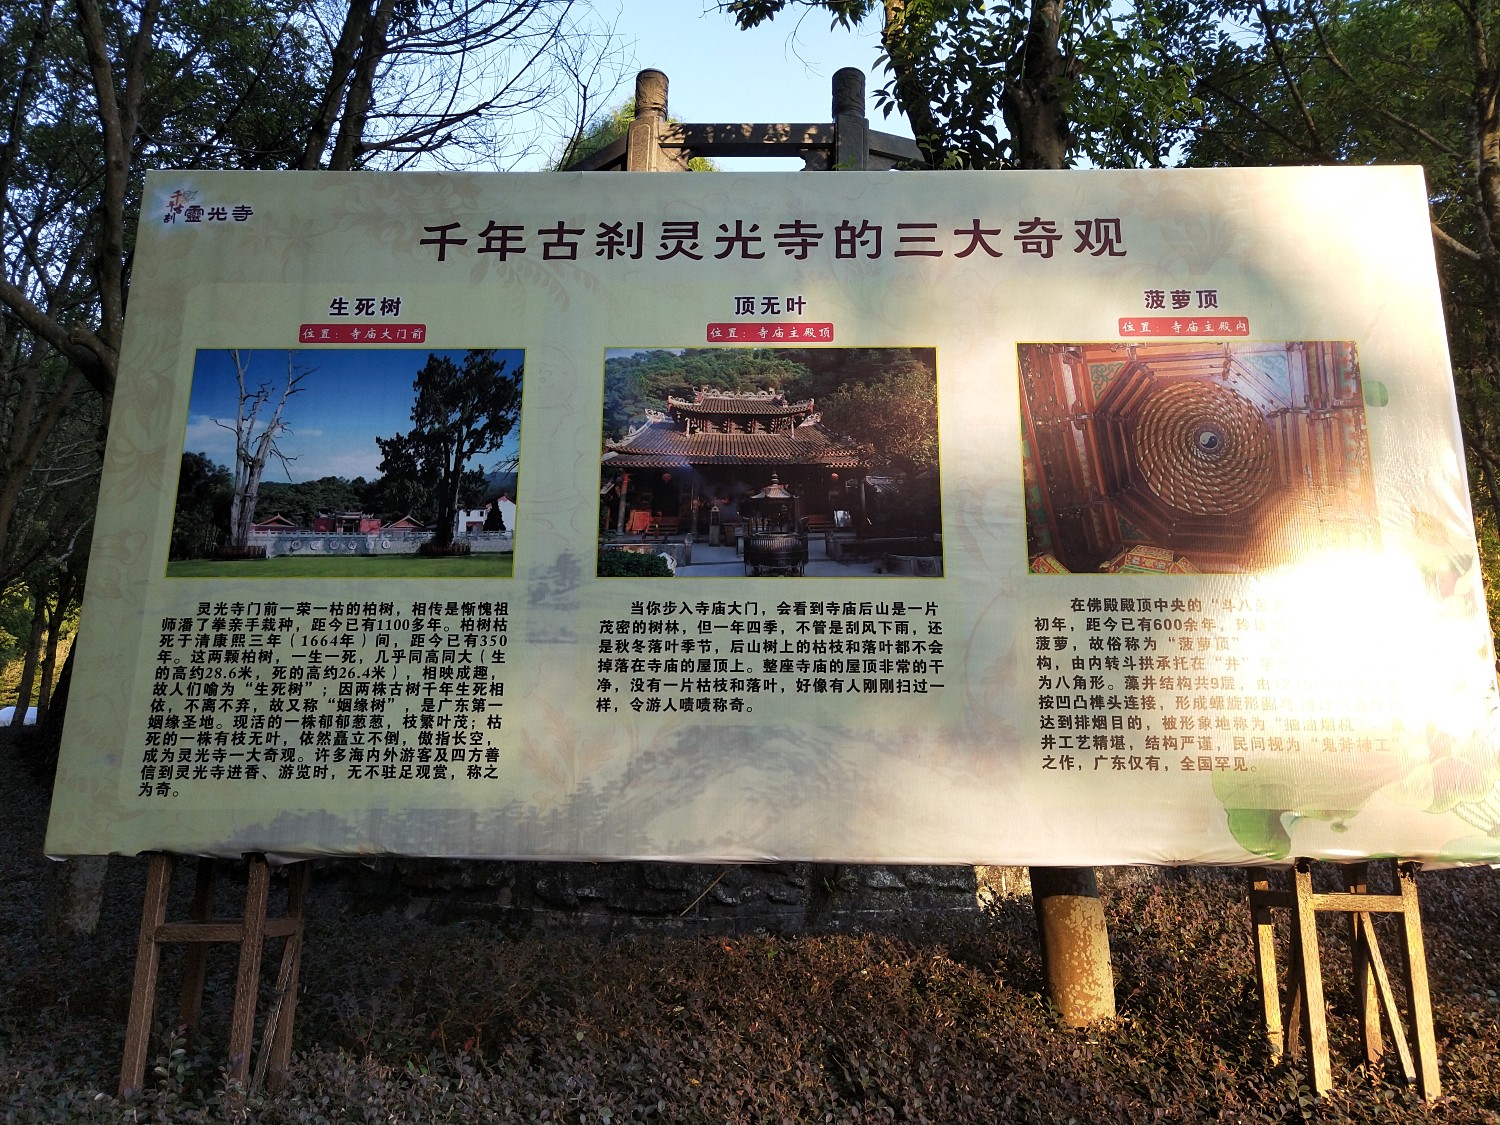 千年古刹
靈光寺
千年古刹灵光寺的三大奇观
生死树
位置：寺庙大门前
灵光寺门前一荣一枯的柏树，相传是惭愧祖
师潘了拳亲手栽种，距今已有1100多年。柏树枯
死于清康熙三年（1664年）间，距今已有350
年。这两颗柏树，一生一死，几乎同高同大（生
的高约28.6米，死的高约26.4米），相映成趣，
故人们喻为“生死树”；因两株古树千年生死相
依，不离不弃，故又称“姻缘树”，是广东第一
姻缘圣地。现活的一株郁郁葱葱，枝繁叶茂；枯
死的一株有枝无叶，依然矗立不倒，傲指长空，
成为灵光寺一大奇观。许多海内外游客及四方善
信到灵光寺进香、游览时，无不驻足观赏，称之
为奇。
顶无叶
位置：寺庙主殿顶
当你步入寺庙大门，会看到寺庙后山是一片
茂密的树林，但一年四季，不管是刮风下雨，还
是秋冬落叶季节，后山树上的枯枝和落叶都不会
掉落在寺庙的屋顶上。整座寺庙的屋顶非常的干
净，没有一片枯枝和落叶，好像有人刚刚扫过一
样，令游人啧啧称奇。
菠萝顶
位置：寺庙主殿内
在佛殿殿顶中央的“斗八
初年，距今已有600余年，
菠萝，故俗称为“菠萝顶”
构，由内转斗拱承托在“井”
为八角形。藻井结构共9层，由
按凹凸榫头连接，形成螺旋形
达到排烟目的，被形象地称为“抽油烟机”
井工艺精湛，结构严谨，民间视为“鬼斧神工”
之作，广东仅有，全国罕见。